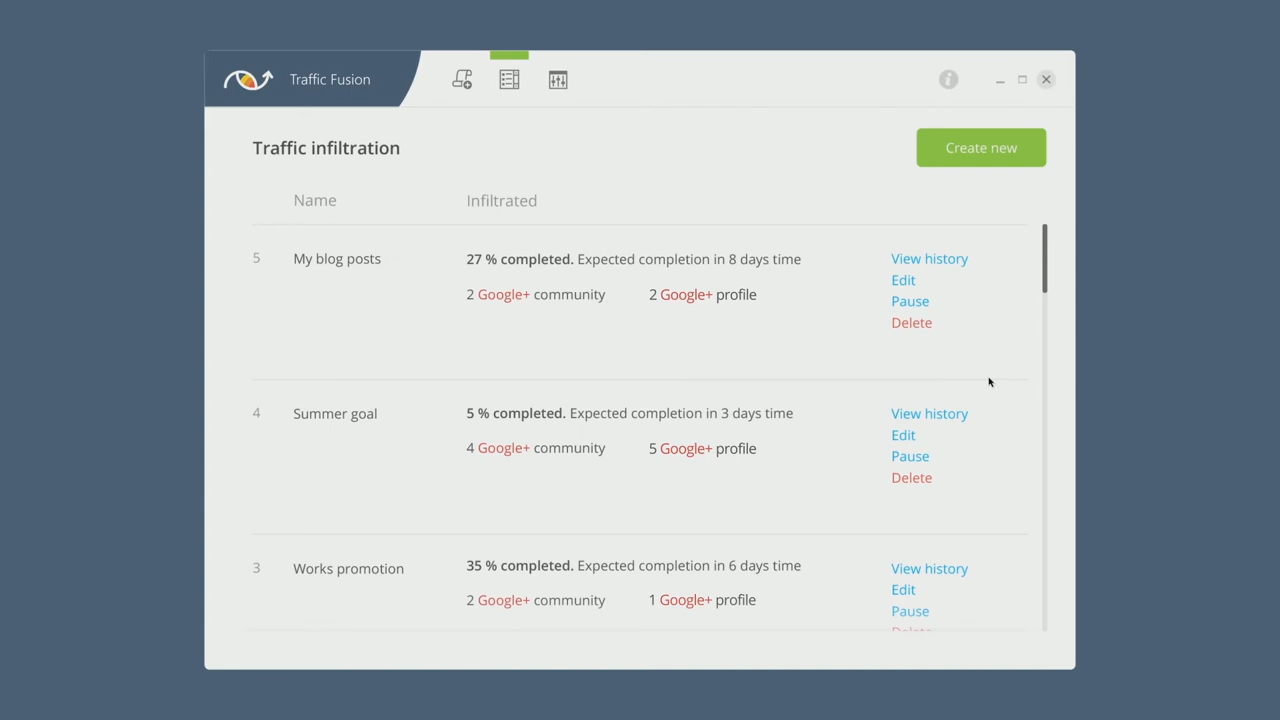 Traffic Fusion
Traffic infiltration
Create new
Name Infiltrated
5 My blog posts 27 % completed. Expected completion in 8 days time View history
Edit
2 Google+ community 2 Google+ profile Pause
Delete
4 Summer goal 5 % completed. Expected completion in 3 days time View history
Edit
4 Google+ community 5 Google+ profile Pause
Delete
3 Works promotion 35 % completed. Expected completion in 6 days time View history
Edit
2 Google+ community 1 Google+ profile Pause
Delete